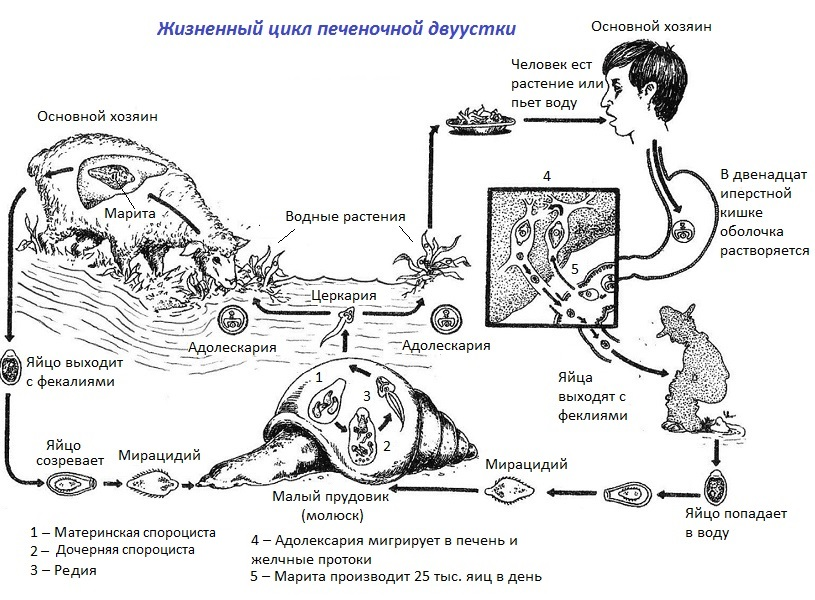 Жизненный цикл печеночной двуустки
Основной хозяин
Человек ест
растение или
пьет воду
Основной хозяин
Марита
Водные растения
4
5
В двенадцат
иперстной
кишке
оболочка
растворяется
Церкария
Адолескария
Адолескария
Яйцо выходит
с фекалиями
Яйца
выходят с
феклиями
1
3
2
Яйцо
созревает
Мирацидий
Малый прудовик
(молюск)
Мирацидий
Яйцо попадает
в воду
1 – Материнская спороциста
2 – Дочерняя спороциста
3 – Редия
4 – Адолексария мигрирует в печень и
желчные протоки
5 – Марита производит 25 тыс. яиц в день